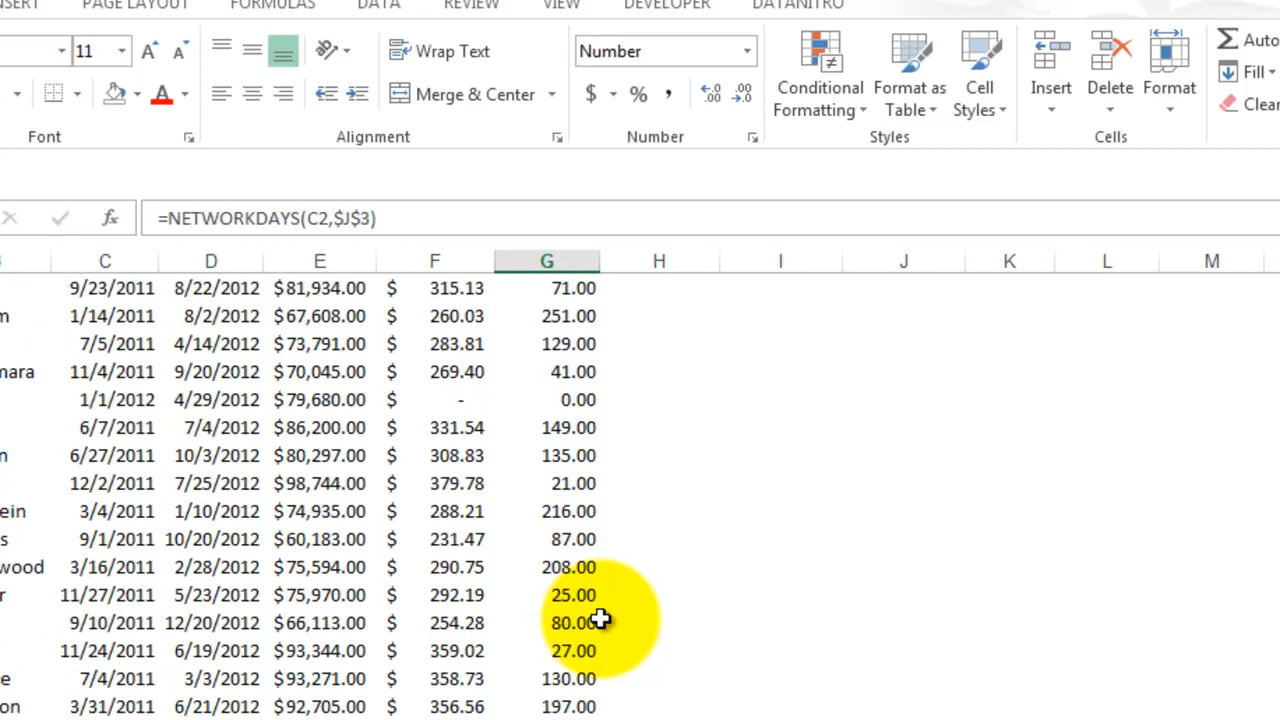 NSERT PAGE LAYOUT FORMULAS DATA REVIEW VIEW DEVELOPER DATANITRO
11 A A Wrap Text Number Auto
Conditional Formatting Format as Table Cell Styles Insert Delete Format Fill
A Merge & Center $ % , .00 .0 Clear
Font Alignment Number Styles Cells
fx =NETWORKDAYS(C2,$J$3)
C D E F G H I J K L M
9/23/2011 8/22/2012 $81,934.00 $ 315.13 71.00
m 1/14/2011 8/2/2012 $67,608.00 $ 260.03 251.00
7/5/2011 4/14/2012 $73,791.00 $ 283.81 129.00
mara 11/4/2011 9/20/2012 $70,045.00 $ 269.40 41.00
1/1/2012 4/29/2012 $79,680.00 $ - 0.00
6/7/2011 7/4/2012 $86,200.00 $ 331.54 149.00
n 6/27/2011 10/3/2012 $80,297.00 $ 308.83 135.00
12/2/2011 7/25/2012 $98,744.00 $ 379.78 21.00
ein 3/4/2011 1/10/2012 $74,935.00 $ 288.21 216.00
s 9/1/2011 10/20/2012 $60,183.00 $ 231.47 87.00
wood 3/16/2011 2/28/2012 $75,594.00 $ 290.75 208.00
r 11/27/2011 5/23/2012 $75,970.00 $ 292.19 25.00
9/10/2011 12/20/2012 $66,113.00 $ 254.28 80.00
11/24/2011 6/19/2012 $93,344.00 $ 359.02 27.00
e 7/4/2011 3/3/2012 $93,271.00 $ 358.73 130.00
on 3/31/2011 6/21/2012 $92,705.00 $ 356.56 197.00